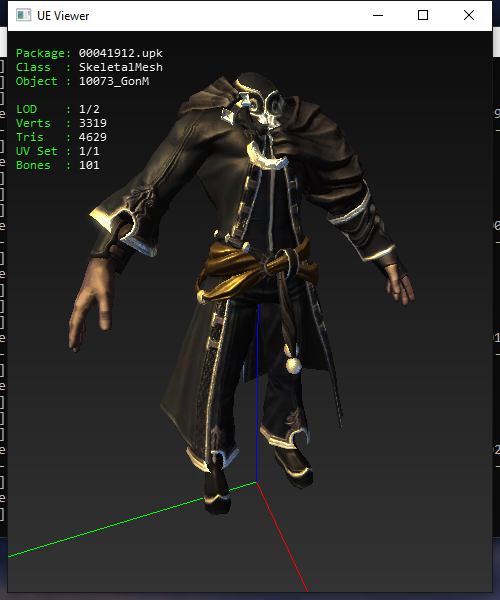 UE Viewer
Package: 00041912.upk
Class  : SkeletalMesh
Object : 10073_GonM
LOD    : 1/2
Verts  : 3319
Tris   : 4629
UV Set : 1/1
Bones  : 101